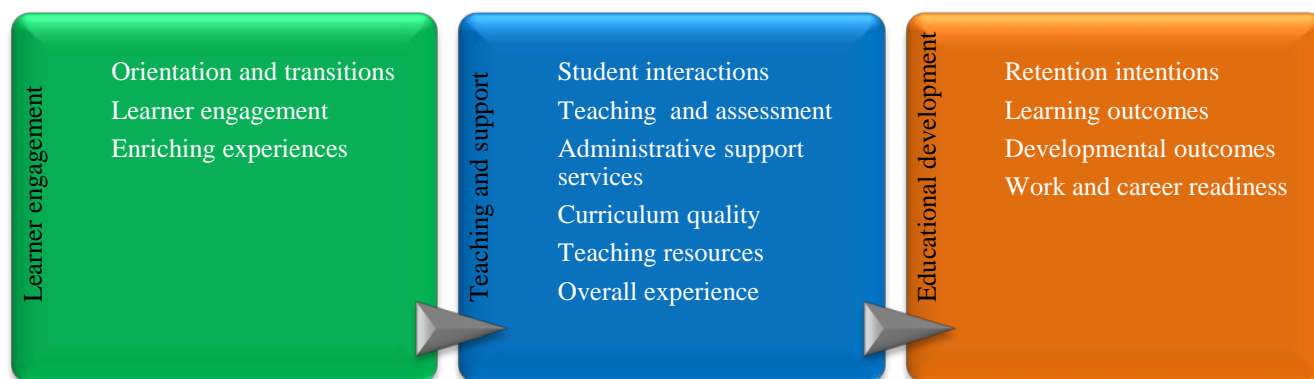 Learner engagement
Orientation and transitions
Learner engagement
Enriching experiences
Teaching and support
Student interactions
Teaching and assessment
Administrative support
services
Curriculum quality
Teaching resources
Overall experience
Educational development
Retention intentions
Learning outcomes
Developmental outcomes
Work and career readiness